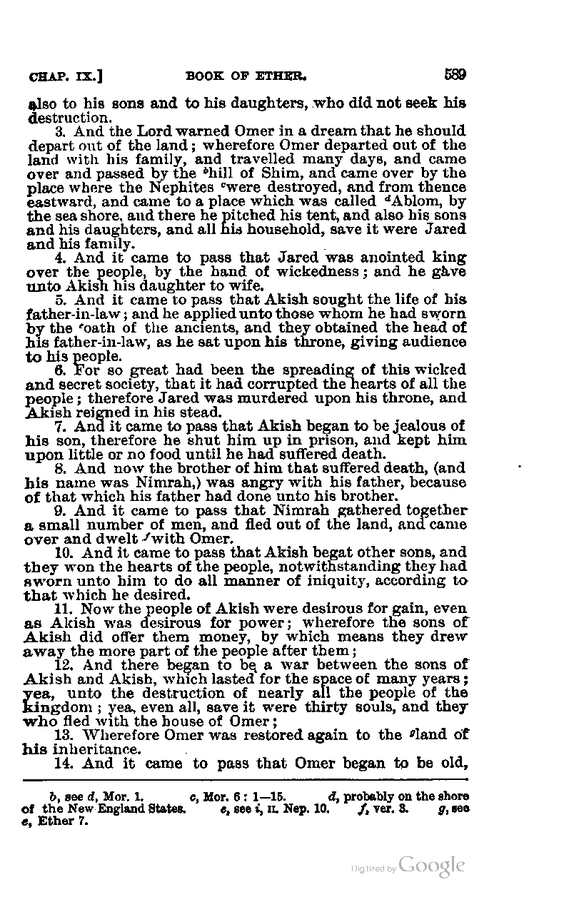 CHAP. IX.] BOOK OF ETHER. 589
also to his sons and to his daughters, who did not seek his
destruction.
3. And the Lord warned Omer in a dream that he should
depart out of the land; wherefore Omer departed out of the
land with his family, and travelled many days, and came
over and passed by the ᵇhill of Shim, and came over by the
place where the Nephites ᶜwere destroyed, and from thence
eastward, and came to a place which was called ᵈAblom, by
the sea shore, and there he pitched his tent, and also his sons
and his daughters, and all his household, save it were Jared
and his family.
4. And it came to pass that Jared was anointed king
over the people, by the hand of wickedness; and he gave
unto Akish his daughter to wife.
5. And it came to pass that Akish sought the life of his
father-in-law; and he applied unto those whom he had sworn
by the ᵉoath of the ancients, and they obtained the head of
his father-in-law, as he sat upon his throne, giving audience
to his people.
6. For so great had been the spreading of this wicked
and secret society, that it had corrupted the hearts of all the
people; therefore Jared was murdered upon his throne, and
Akish reigned in his stead.
7. And it came to pass that Akish began to be jealous of
his son, therefore he shut him up in prison, and kept him
upon little or no food until he had suffered death.
8. And now the brother of him that suffered death, (and
his name was Nimrah,) was angry with his father, because
of that which his father had done unto his brother.
9. And it came to pass that Nimrah gathered together
a small number of men, and fled out of the land, and came
over and dwelt ᶠwith Omer.
10. And it came to pass that Akish begat other sons, and
they won the hearts of the people, notwithstanding they had
sworn unto him to do all manner of iniquity, according to
that which he desired.
11. Now the people of Akish were desirous for gain, even
as Akish was desirous for power; wherefore the sons of
Akish did offer them money, by which means they drew
away the more part of the people after them;
12. And there began to be a war between the sons of
Akish and Akish, which lasted for the space of many years;
yea, unto the destruction of nearly all the people of the
kingdom; yea, even all, save it were thirty souls, and they
who fled with the house of Omer;
13. Wherefore Omer was restored again to the ᵍland of
his inheritance.
14. And it came to pass that Omer began to be old,
b, see d, Mor. 1. c, Mor. 6: 1—15. d, probably on the shore
of the New England States. e, see i, II. Nep. 10. f, ver. 3. g, see
e, Ether 7.
Digitized by Google